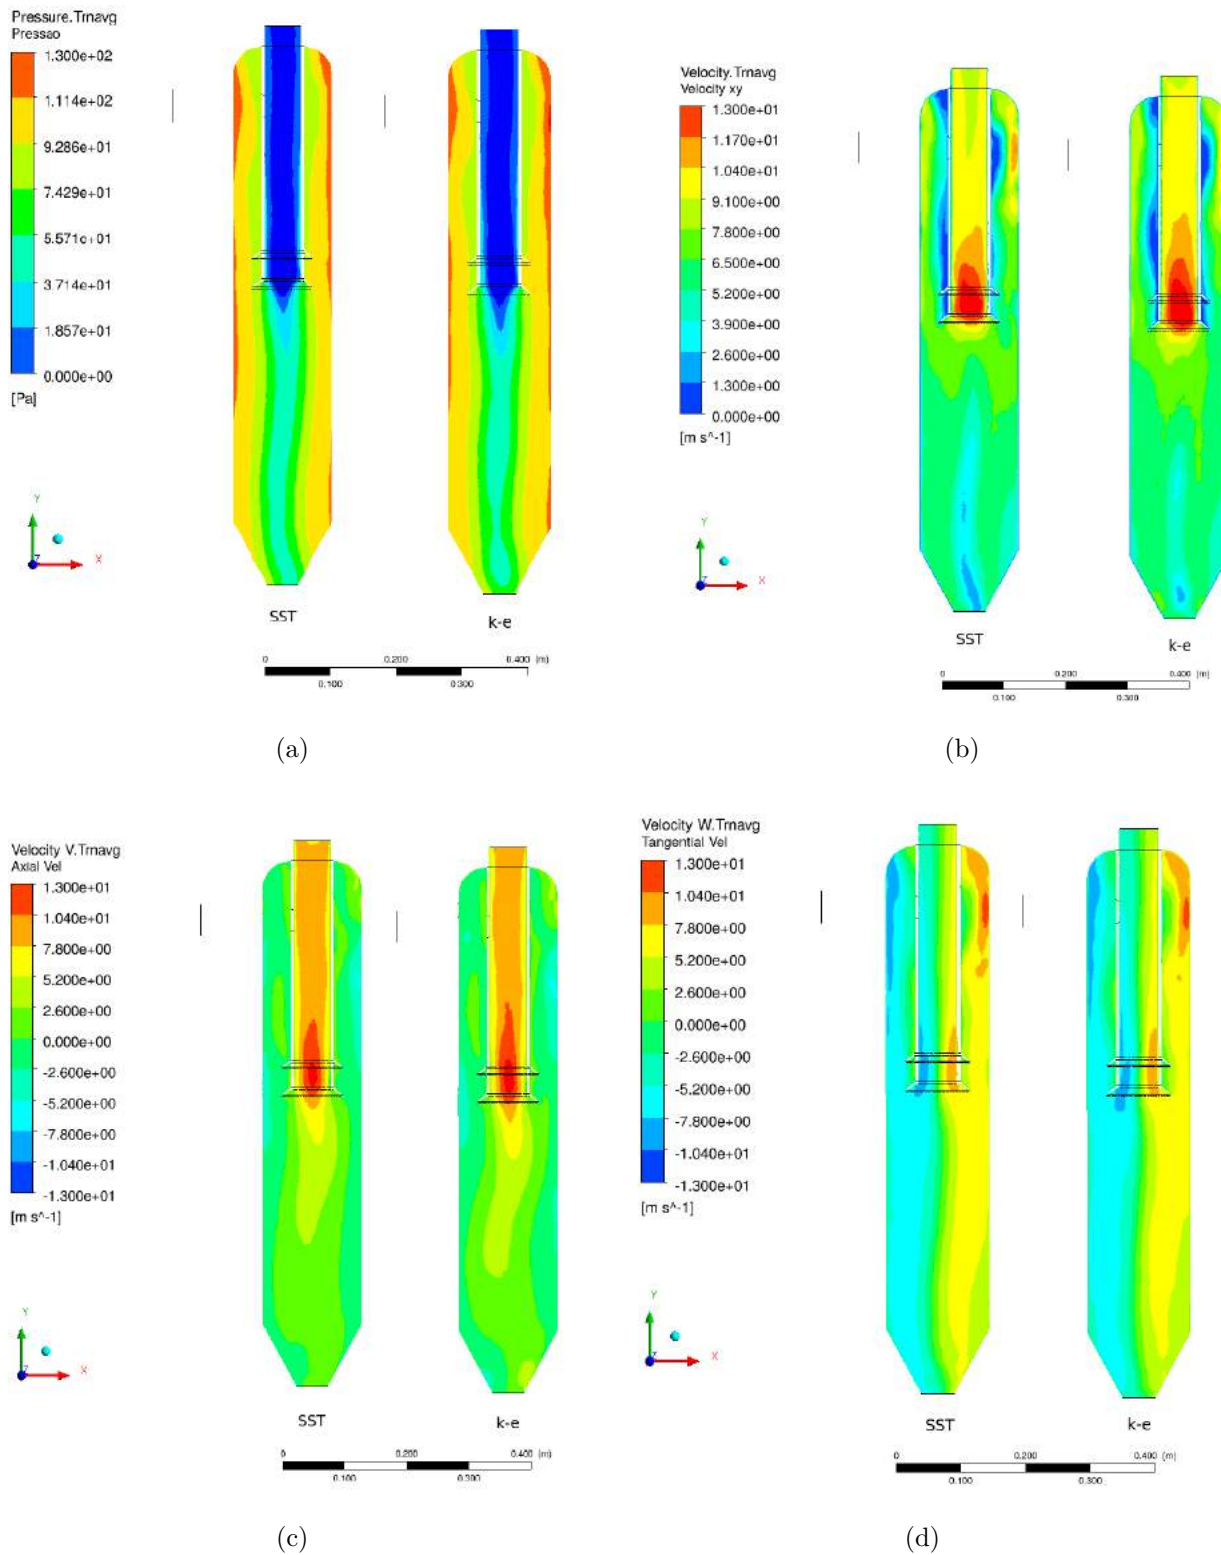 Pressure.Trnavg
Pressao
1.300e+02
1.114e+02
9.286e+01
7.429e+01
5.571e+01
3.714e+01
1.857e+01
0.000e+00
[Pa]
Y
X
Z
SST
k-e
0 0.200 0.400 (m)
0.100 0.300
(a)
Velocity.Trnavg
Velocity xy
1.300e+01
1.170e+01
1.040e+01
9.100e+00
7.800e+00
6.500e+00
5.200e+00
3.900e+00
2.600e+00
1.300e+00
0.000e+00
[m s^-1]
Y
X
Z
SST
k-e
0 0.200 0.400 (m)
0.100 0.300
(b)
Velocity V.Trnavg
Axial Vel
1.300e+01
1.040e+01
7.800e+00
5.200e+00
2.600e+00
0.000e+00
-2.600e+00
-5.200e+00
-7.800e+00
-1.040e+01
-1.300e+01
[m s^-1]
Y
X
Z
SST
k-e
0 0.200 0.400 (m)
0.100 0.300
(c)
Velocity W.Trnavg
Tangential Vel
1.300e+01
1.040e+01
7.800e+00
5.200e+00
2.600e+00
0.000e+00
-2.600e+00
-5.200e+00
-7.800e+00
-1.040e+01
-1.300e+01
[m s^-1]
Y
X
Z
SST
k-e
0 0.200 0.400 (m)
0.100 0.300
(d)